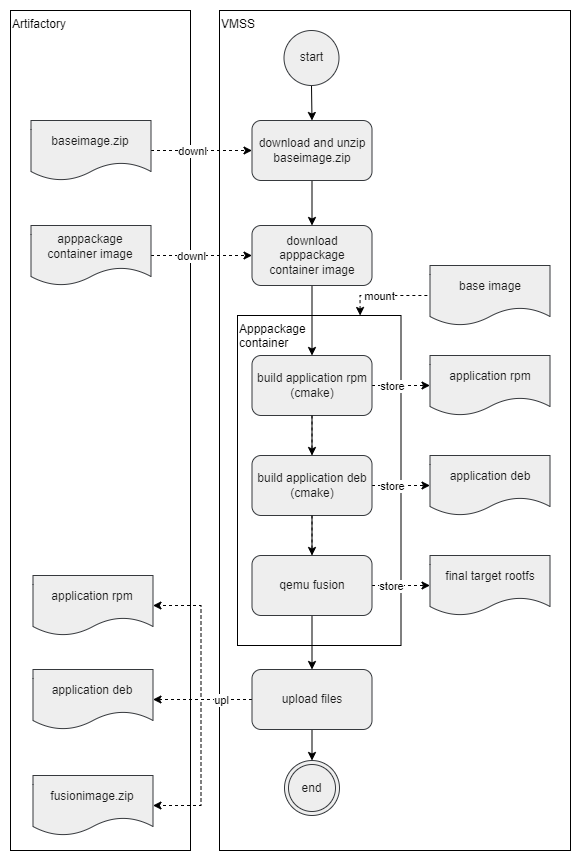 Artifactory
VMSS
start
baseimage.zip
downl
download and unzip
baseimage.zip
apppackage
container image
downl
download
apppackage
container image
base image
mount
Apppackage
container
build application rpm
(cmake)
store
application rpm
build application deb
(cmake)
store
application deb
qemu fusion
store
final target rootfs
application rpm
application deb
upl
upload files
fusionimage.zip
end